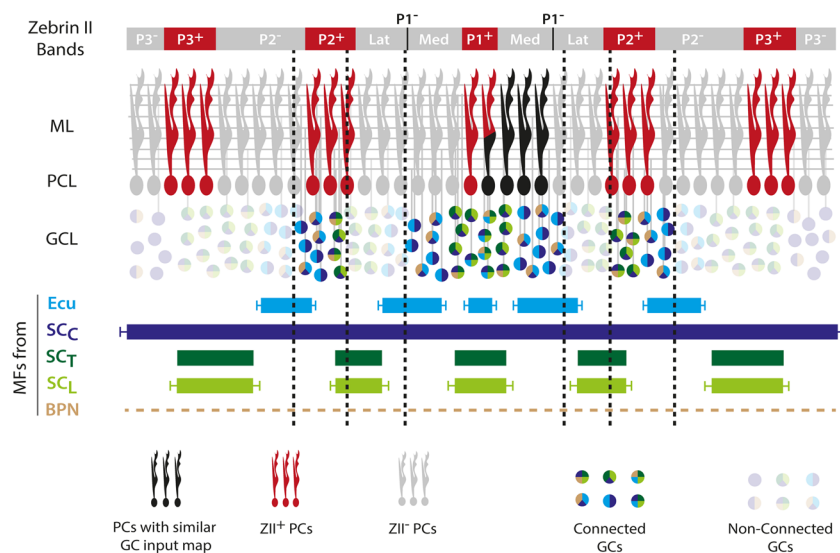 Zebrin II
Bands
P1⁻ P1⁻
P3⁻ P3⁺ P2⁻ P2⁺ Lat Med P1⁺ Med Lat P2⁺ P2⁻ P3⁺ P3⁻
ML
PCL
GCL
MFs from
Ecu
SC_C
SC_T
SC_L
BPN
PCs with similar
GC input map
ZII⁺ PCs
ZII⁻ PCs
Connected
GCs
Non-Connected
GCs